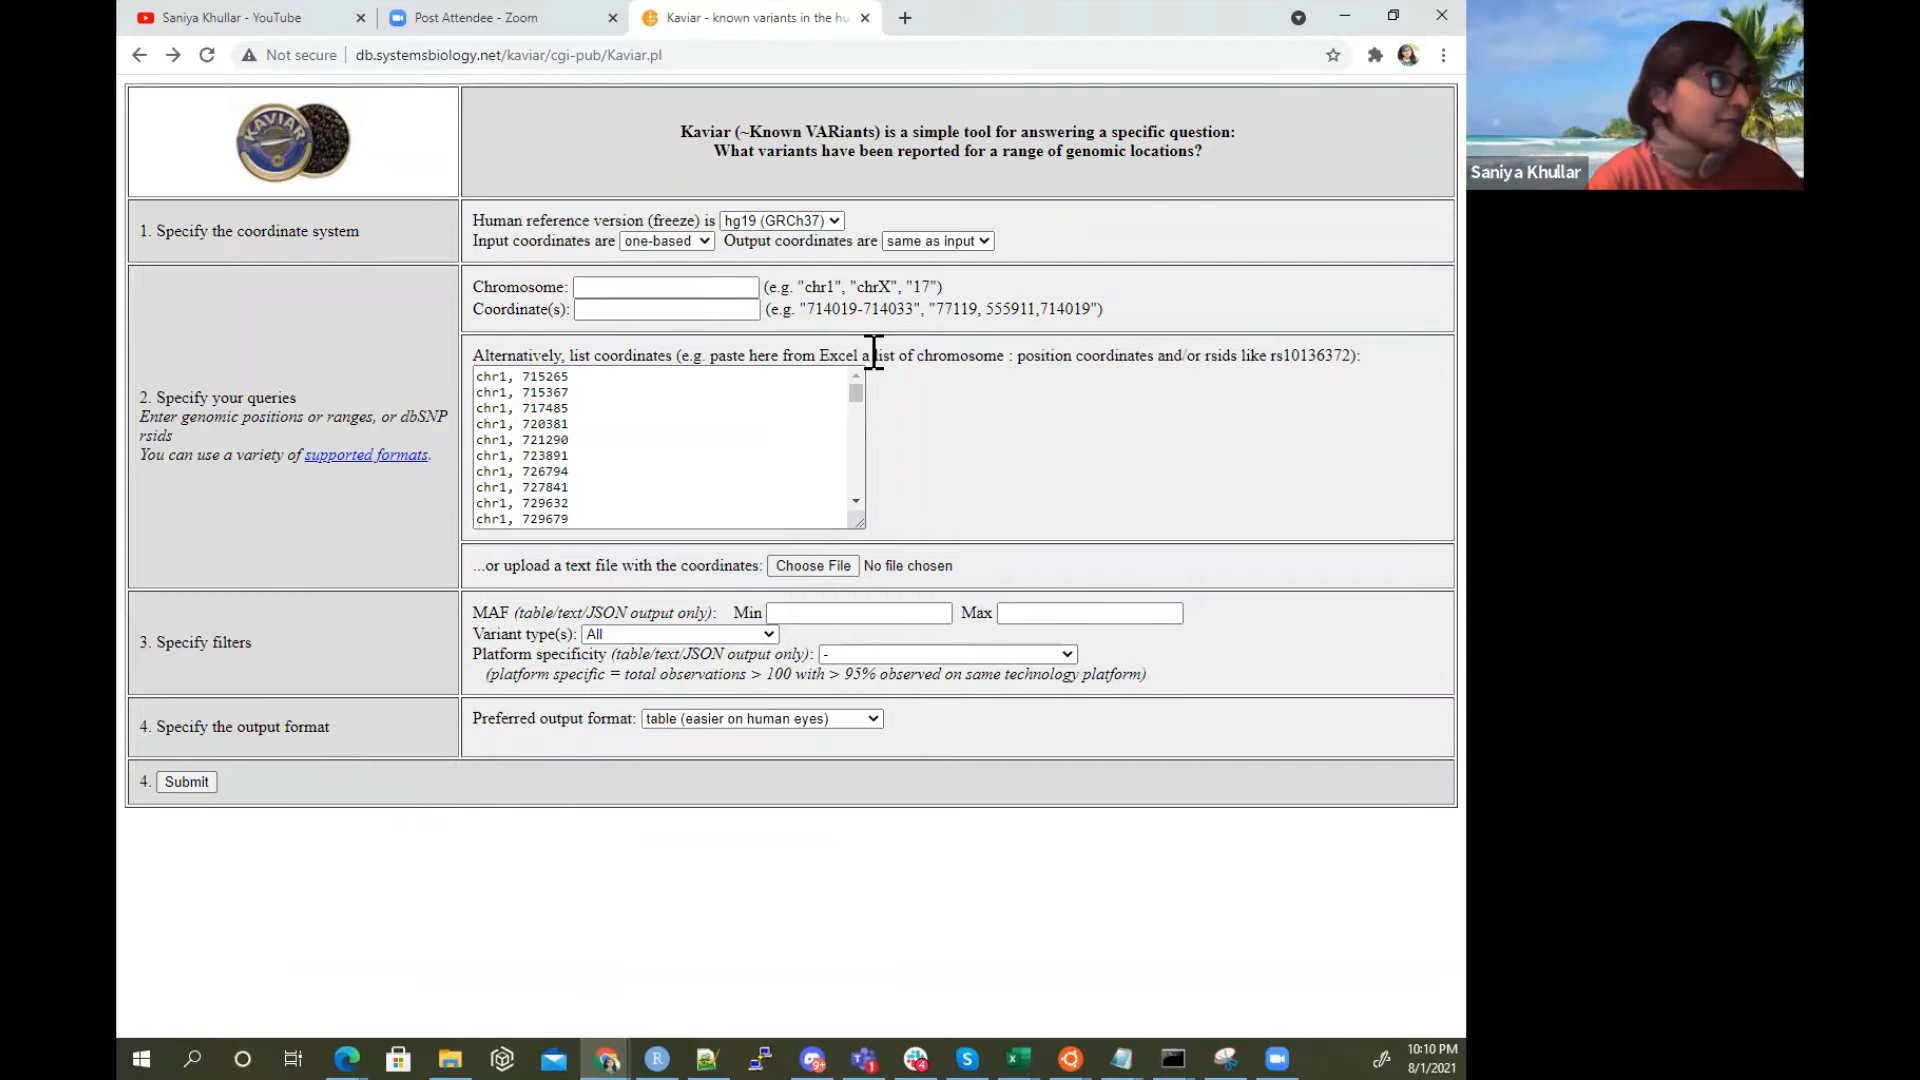 Saniya Khullar - YouTube
Post Attendee - Zoom
Kaviar - known variants in the hu
Not secure
db.systemsbiology.net/kaviar/cgi-pub/Kaviar.pl
KAVIAR
Kaviar (~Known VARiants) is a simple tool for answering a specific question:
What variants have been reported for a range of genomic locations?
Saniya Khullar
1. Specify the coordinate system
Human reference version (freeze) is hg19 (GRCh37)
Input coordinates are one-based Output coordinates are same as input
2. Specify your queries
Enter genomic positions or ranges, or dbSNP
rsids
You can use a variety of supported formats.
Chromosome: (e.g. "chr1", "chrX", "17")
Coordinate(s): (e.g. "714019-714033", "77119, 555911,714019")
Alternatively, list coordinates (e.g. paste here from Excel a list of chromosome : position coordinates and/or rsids like rs10136372):
chr1, 715265
chr1, 715367
chr1, 717485
chr1, 720381
chr1, 721290
chr1, 723891
chr1, 726794
chr1, 727841
chr1, 729632
chr1, 729679
...or upload a text file with the coordinates: Choose File No file chosen
3. Specify filters
MAF (table/text/JSON output only): Min Max
Variant type(s): All
Platform specificity (table/text/JSON output only): -
(platform specific = total observations > 100 with > 95% observed on same technology platform)
4. Specify the output format
Preferred output format: table (easier on human eyes)
4. Submit
10:10 PM
8/1/2021